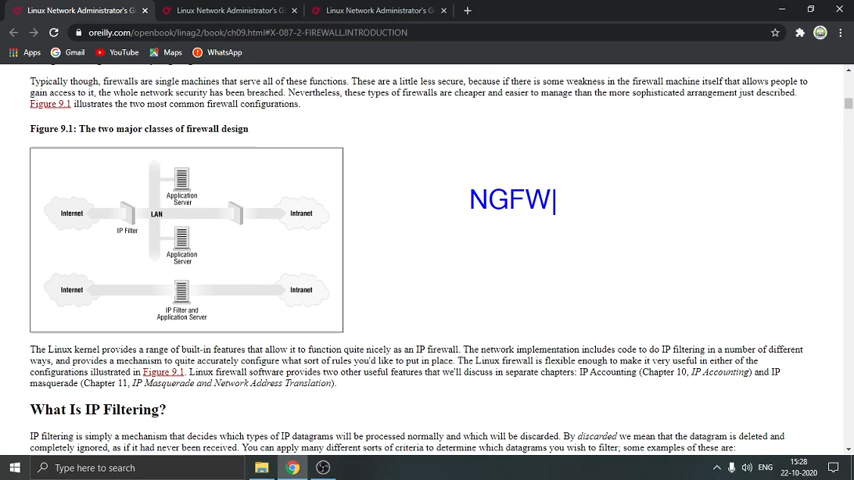 Linux Network Administrator's G
Linux Network Administrator's G
Linux Network Administrator's G
oreilly.com/openbook/linag2/book/ch09.html#X-087-2-FIREWALL.INTRODUCTION
Apps Gmail YouTube Maps WhatsApp
Typically though, firewalls are single machines that serve all of these functions. These are a little less secure, because if there is some weakness in the firewall machine itself that allows people to
gain access to it, the whole network security has been breached. Nevertheless, these types of firewalls are cheaper and easier to manage than the more sophisticated arrangement just described.
Figure 9.1 illustrates the two most common firewall configurations.
Figure 9.1: The two major classes of firewall design
Application
Server
Internet
LAN
Intranet
IP Filter
Application
Server
Internet
Intranet
IP Filter and
Application Server
NGFW
The Linux kernel provides a range of built-in features that allow it to function quite nicely as an IP firewall. The network implementation includes code to do IP filtering in a number of different
ways, and provides a mechanism to quite accurately configure what sort of rules you'd like to put in place. The Linux firewall is flexible enough to make it very useful in either of the
configurations illustrated in Figure 9.1. Linux firewall software provides two other useful features that we'll discuss in separate chapters: IP Accounting (Chapter 10, IP Accounting) and IP
masquerade (Chapter 11, IP Masquerade and Network Address Translation).
What Is IP Filtering?
IP filtering is simply a mechanism that decides which types of IP datagrams will be processed normally and which will be discarded. By discarded we mean that the datagram is deleted and
completely ignored, as if it had never been received. You can apply many different sorts of criteria to determine which datagrams you wish to filter; some examples of these are:
Type here to search
ENG
15:28
22-10-2020